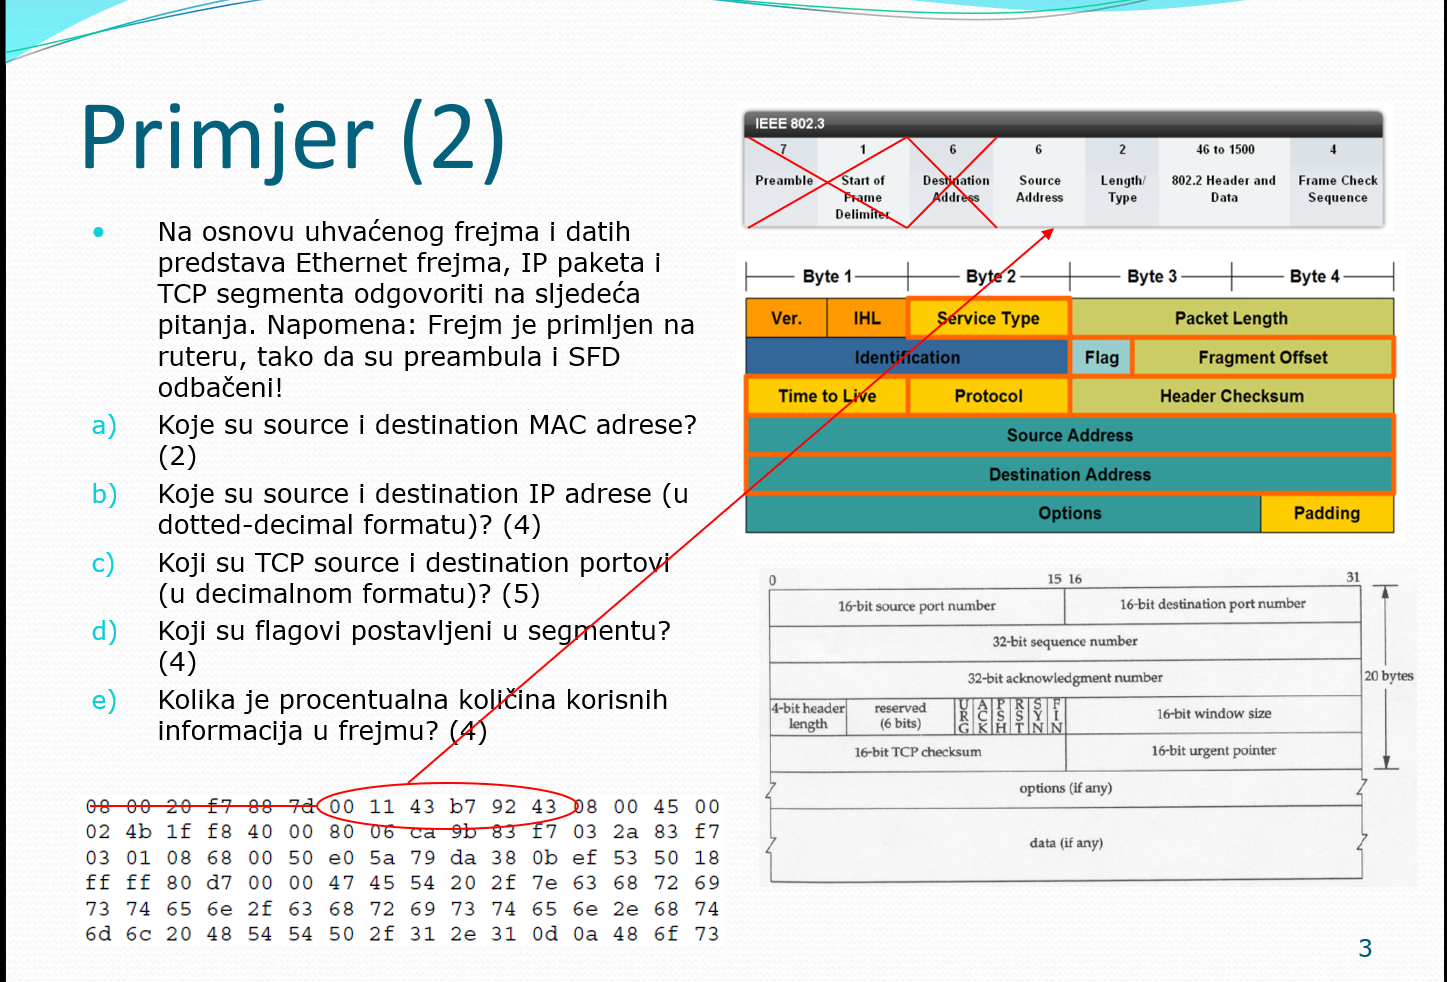 Primjer (2)
• Na osnovu uhvaćenog frejma i datih
predstava Ethernet frejma, IP paketa i
TCP segmenta odgovoriti na sljedeća
pitanja. Napomena: Frejm je primljen na
ruteru, tako da su preambula i SFD
odbačeni!
a) Koje su source i destination MAC adrese?
(2)
b) Koje su source i destination IP adrese (u
dotted-decimal formatu)? (4)
c) Koji su TCP source i destination portovi
(u decimalnom formatu)? (5)
d) Koji su flagovi postavljeni u segmentu?
(4)
e) Kolika je procentualna količina korisnih
informacija u frejmu? (4)
08 00 20 f7 88 7d 00 11 43 b7 92 43 08 00 45 00
02 4b 1f f8 40 00 80 06 ca 9b 83 f7 03 2a 83 f7
03 01 08 68 00 50 e0 5a 79 da 38 0b ef 53 50 18
ff ff 80 d7 00 00 47 45 54 20 2f 7e 63 68 72 69
73 74 65 6e 2f 63 68 72 69 73 74 65 6e 2e 68 74
6d 6c 20 48 54 54 50 2f 31 2e 31 0d 0a 48 6f 73
IEEE 802.3
7 1 6 6 2 46 to 1500 4
Preamble Start of Destination Source Length/ 802.2 Header and Frame Check
Frame Address Address Type Data Sequence
Delimiter
Byte 1 Byte 2 Byte 3 Byte 4
Ver. IHL Service Type Packet Length
Identification Flag Fragment Offset
Time to Live Protocol Header Checksum
Source Address
Destination Address
Options Padding
0 15 16 31
16-bit source port number 16-bit destination port number
32-bit sequence number
32-bit acknowledgment number
20 bytes
4-bit header reserved U A P R S F 16-bit window size
length (6 bits) R C S S Y I
G K H T N N
16-bit TCP checksum 16-bit urgent pointer
options (if any)
data (if any)
3